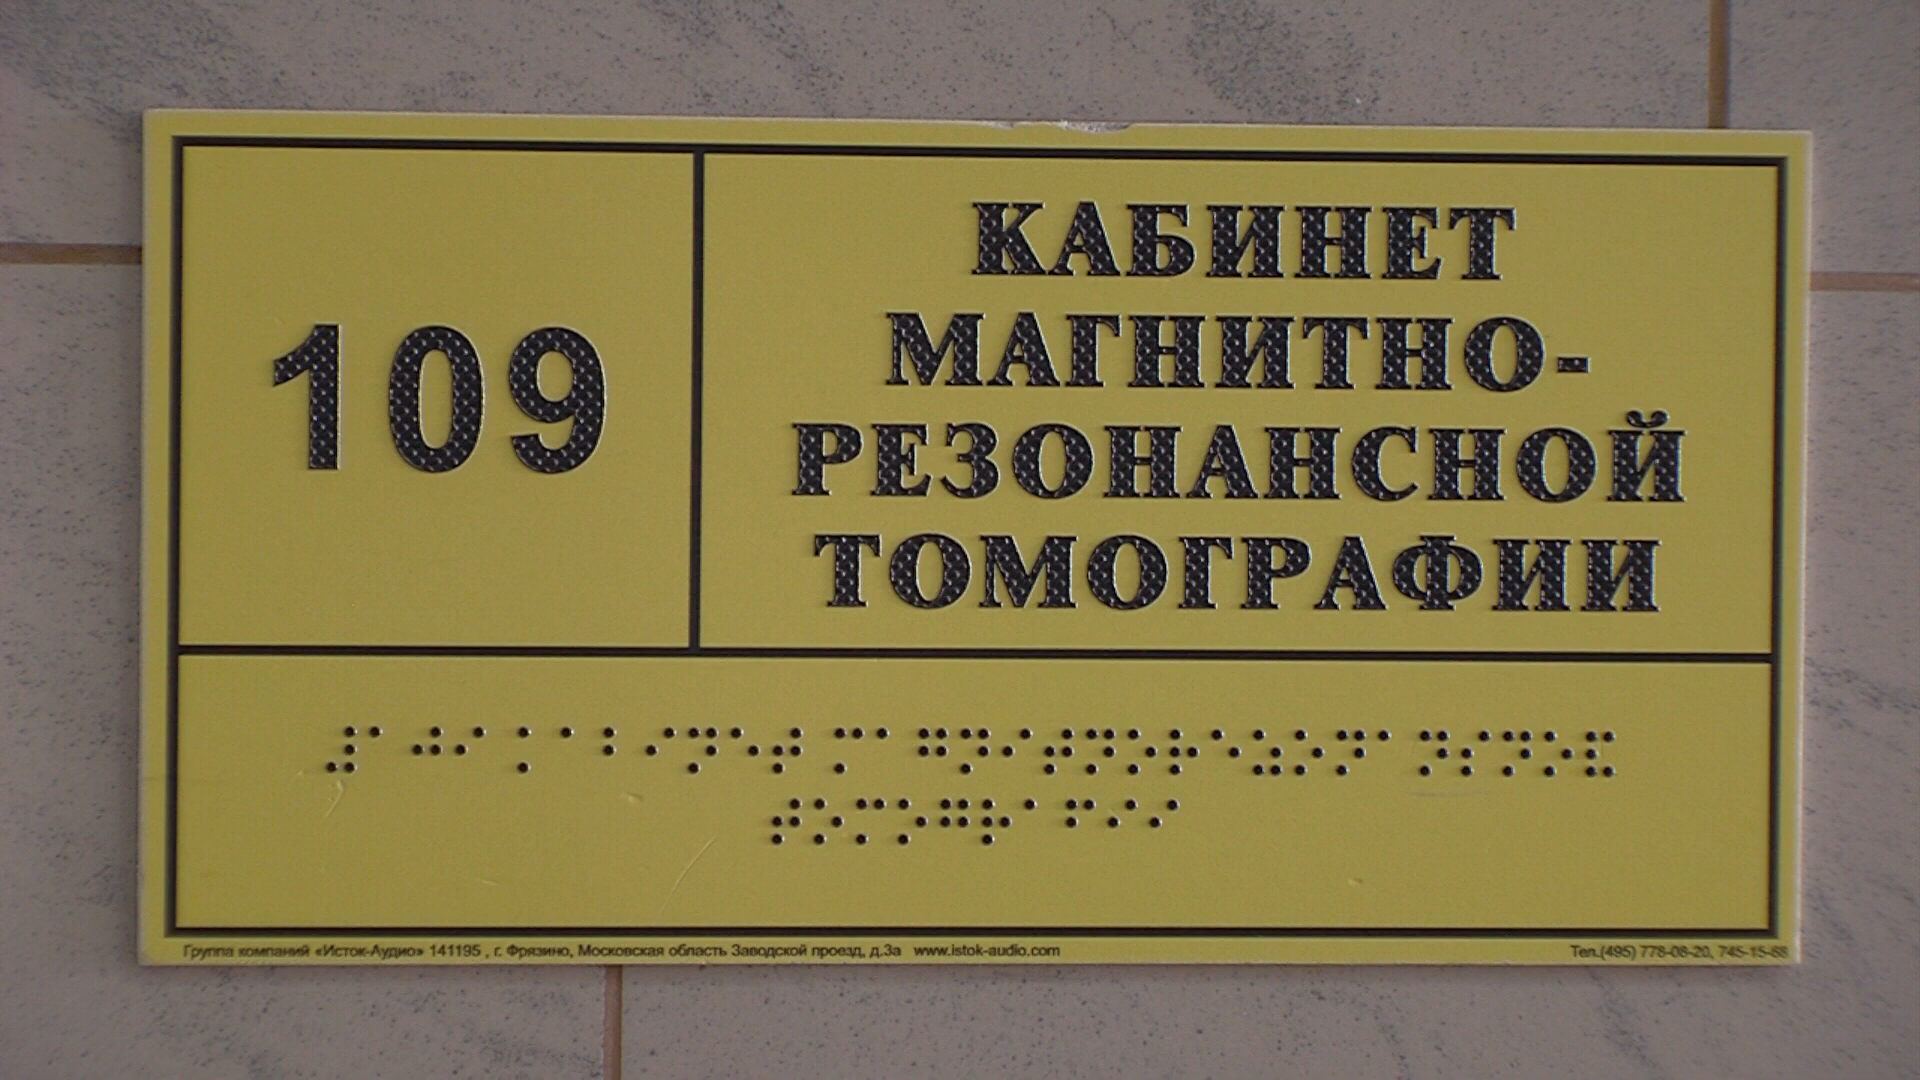 109
КАБИНЕТ
МАГНИТНО-
РЕЗОНАНСНОЙ
ТОМОГРАФИИ
Группа компаний «Исток-Аудио» 141195 , г. Фрязино, Московская область Заводской проезд, д.3а www.istok-audio.com
Тел.(495) 778-08-20, 745-15-68